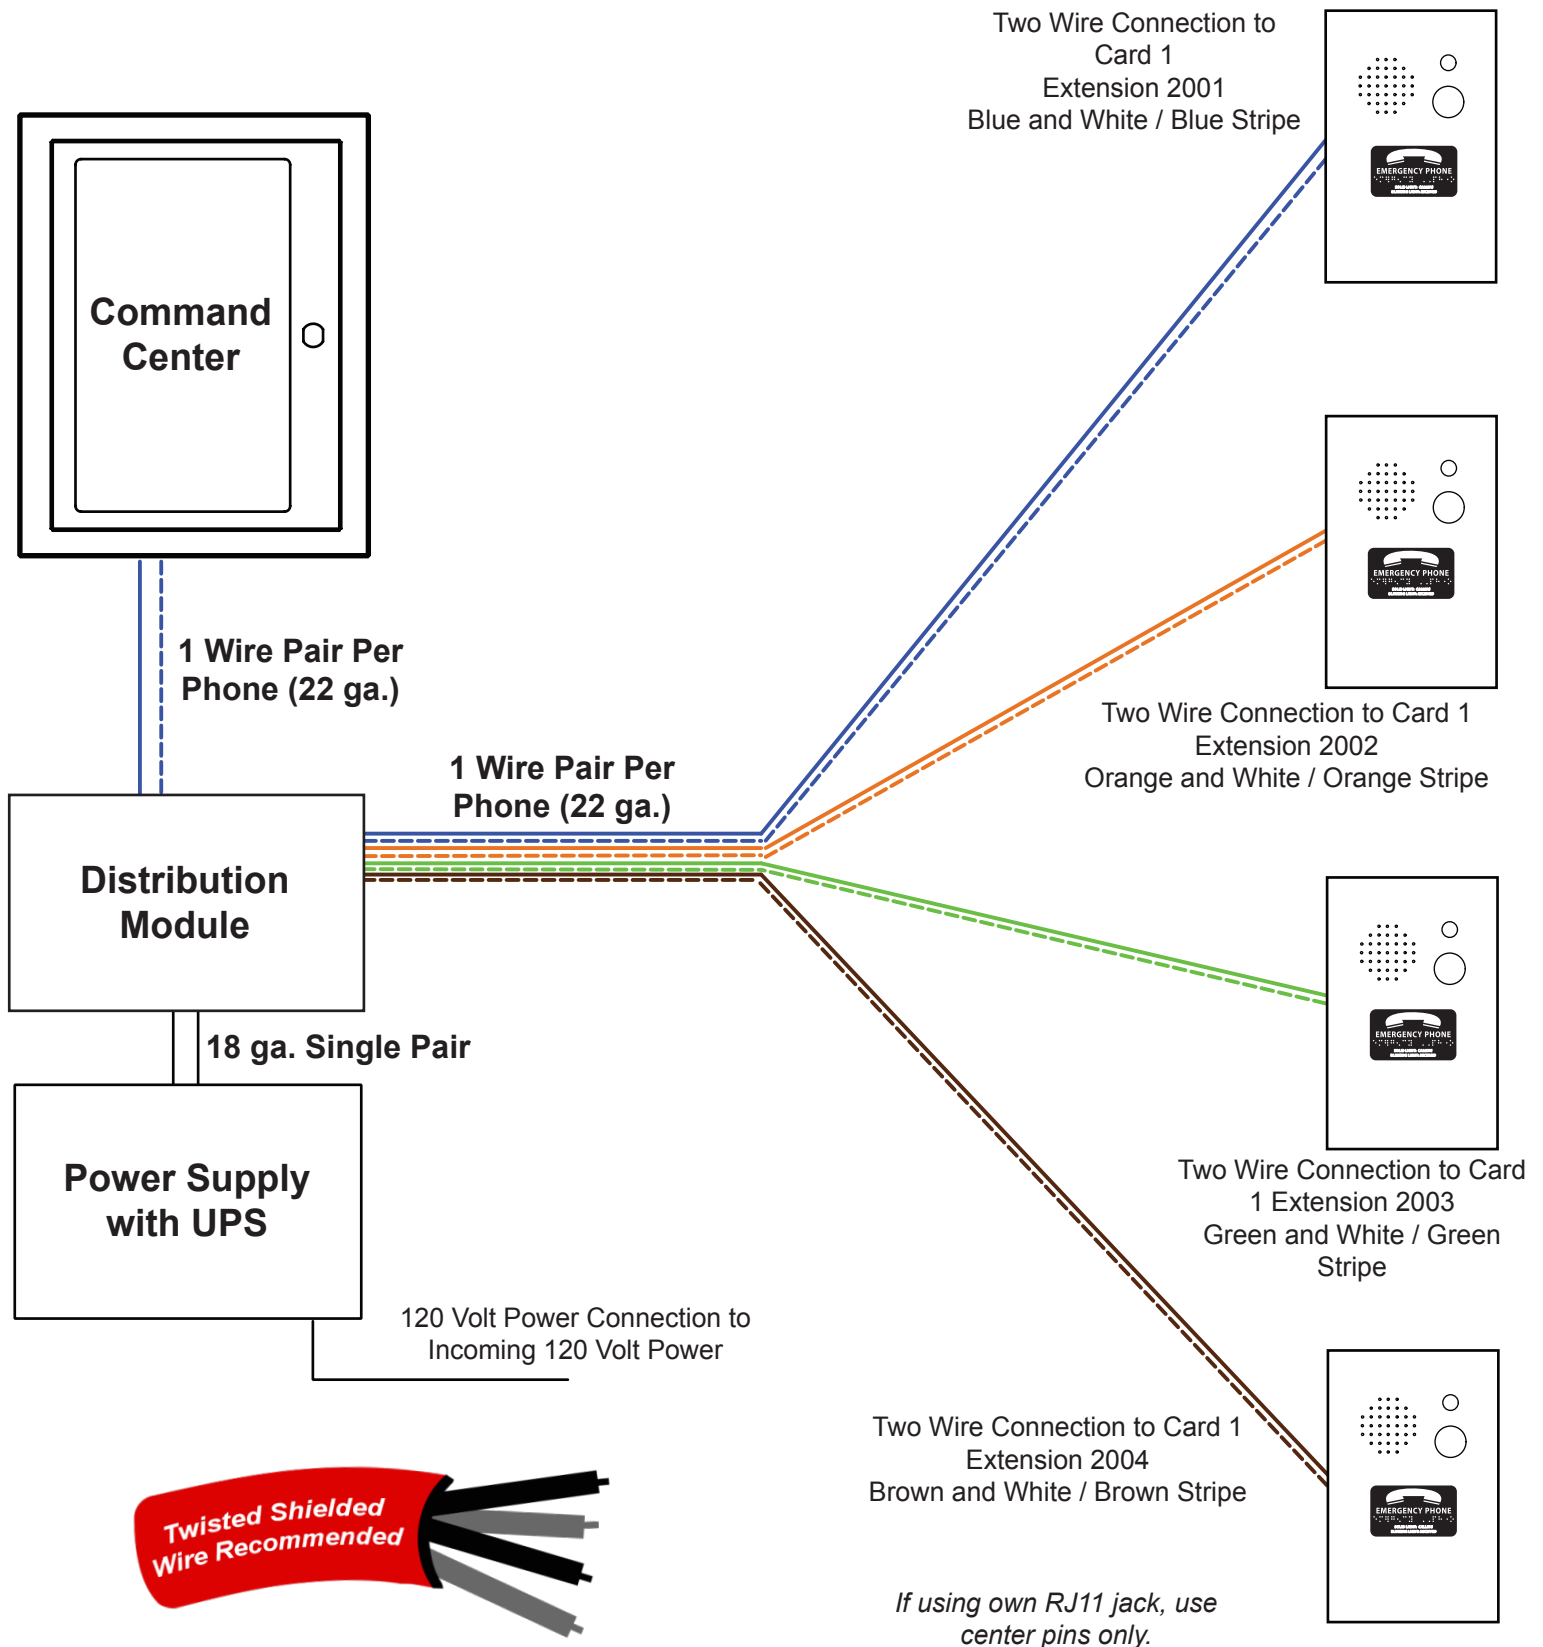 Two Wire Connection to
Card 1
Extension 2001
Blue and White / Blue Stripe
EMERGENCY PHONE
Command
Center
1 Wire Pair Per
Phone (22 ga.)
EMERGENCY PHONE
Two Wire Connection to Card 1
Extension 2002
Orange and White / Orange Stripe
1 Wire Pair Per
Phone (22 ga.)
Distribution
Module
18 ga. Single Pair
EMERGENCY PHONE
Power Supply
with UPS
Two Wire Connection to Card
1 Extension 2003
Green and White / Green
Stripe
120 Volt Power Connection to
Incoming 120 Volt Power
Two Wire Connection to Card 1
Extension 2004
Brown and White / Brown Stripe
EMERGENCY PHONE
Twisted Shielded
Wire Recommended
If using own RJ11 jack, use
center pins only.